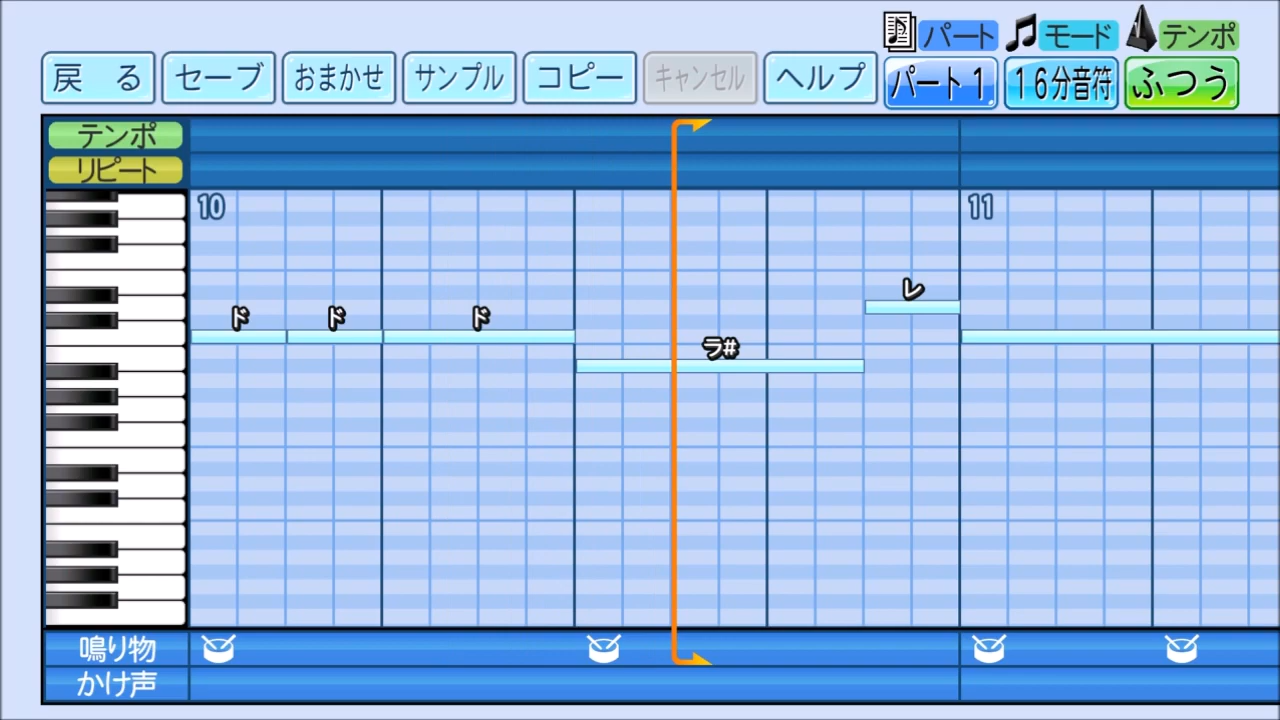 パート モード テンポ
戻る セーブ おまかせ サンプル コピー キャンセル ヘルプ パート1 16分音符 ふつう
テンポ
リピート
10 11
レ
ド ド ド
ラ#
鳴り物
かけ声